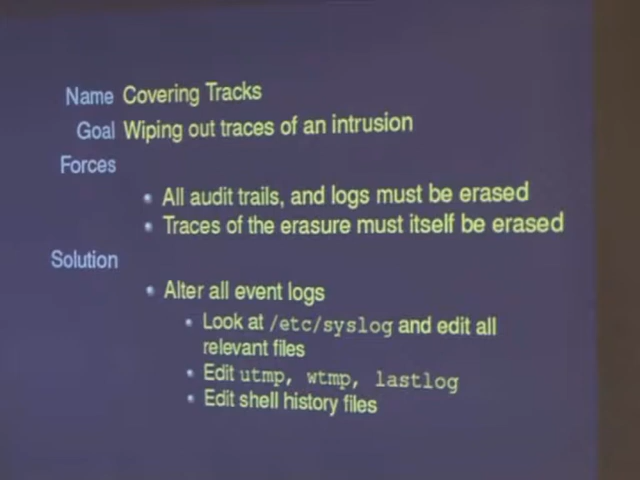 Name Covering Tracks
Goal Wiping out traces of an intrusion
Forces
• All audit trails, and logs must be erased
• Traces of the erasure must itself be erased
Solution
• Alter all event logs
• Look at /etc/syslog and edit all
relevant files
• Edit utmp, wtmp, lastlog
• Edit shell history files